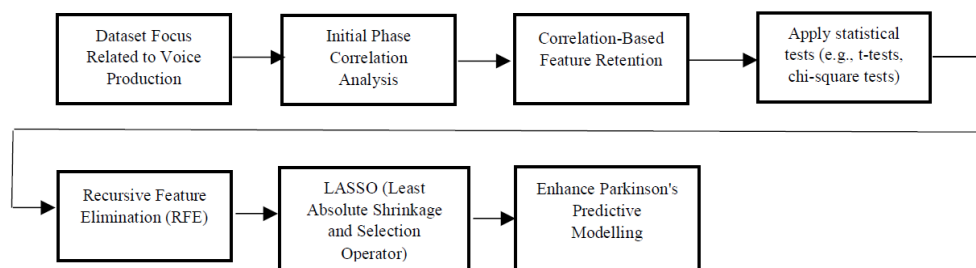 Dataset Focus
Related to Voice
Production
Initial Phase
Correlation
Analysis
Correlation-Based
Feature Retention
Apply statistical
tests (e.g., t-tests,
chi-square tests)
Recursive Feature
Elimination (RFE)
LASSO (Least
Absolute Shrinkage
and Selection
Operator)
Enhance Parkinson's
Predictive
Modelling